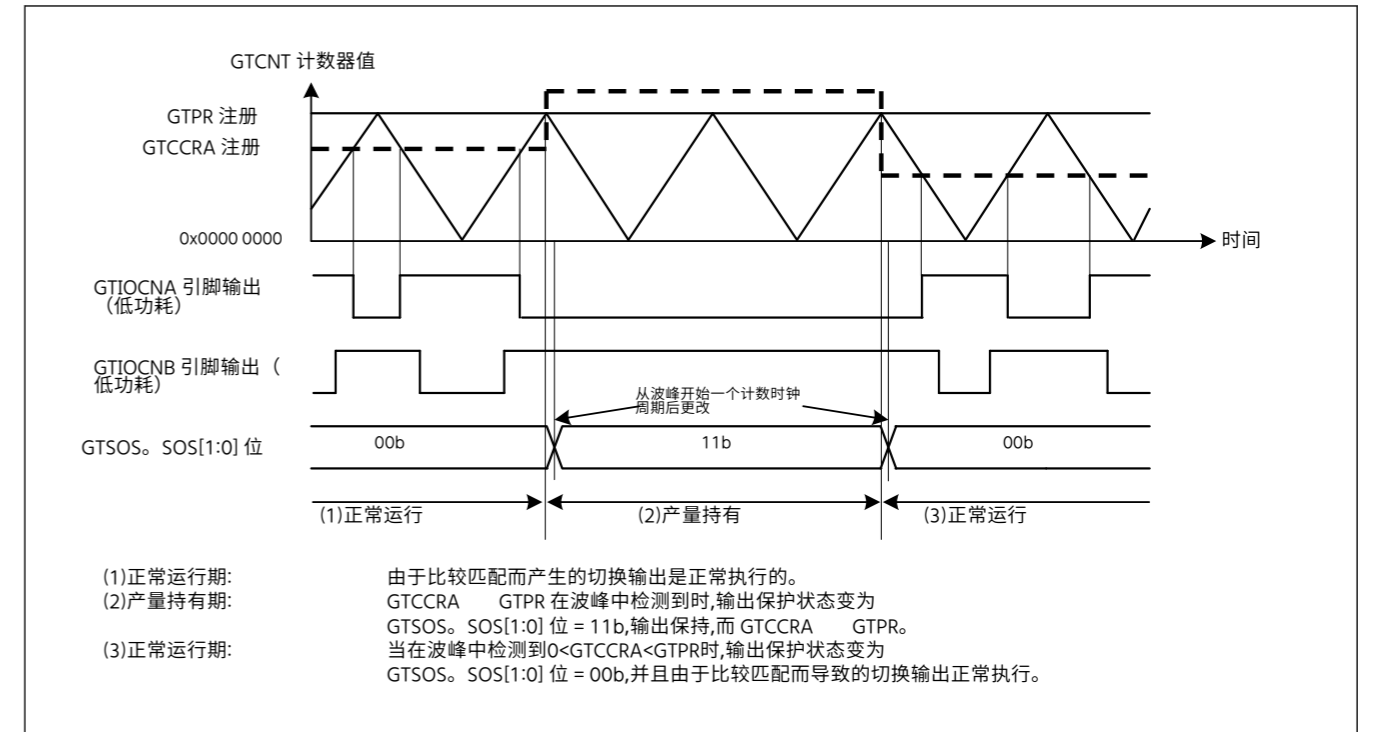 GTCNT 计数器值
GTPR 注册
GTCCRA 注册
0x0000 0000
时间
GTIOCNA 引脚输出
（低功耗）
GTIOCNB 引脚输出（
低功耗）
从波峰开始一个计数时钟
周期后更改
GTSOS。SOS[1:0] 位
00b
11b
00b
(1)正常运行
(2)产量持有
(3)正常运行
(1)正常运行期:
由于比较匹配而产生的切换输出是正常执行的。
(2)产量持有期:
GTCCRA GTPR 在波峰中检测到时,输出保护状态变为
GTSOS。SOS[1:0] 位 = 11b,输出保持,而 GTCCRA GTPR。
(3)正常运行期:
当在波峰中检测到0<GTCCRA<GTPR时,输出保护状态变为
GTSOS。SOS[1:0] 位 = 00b,并且由于比较匹配而导致的切换输出正常执行。